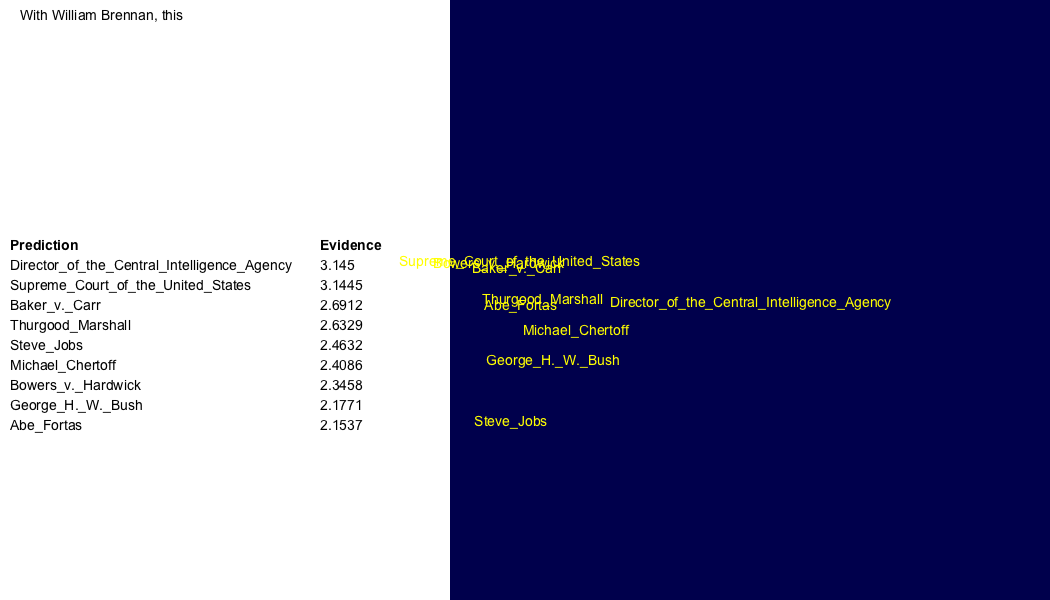 With William Brennan, this
Prediction Evidence
Director_of_the_Central_Intelligence_Agency 3.145
Supreme_Court_of_the_United_States 3.1445
Baker_v._Carr 2.6912
Thurgood_Marshall 2.6329
Steve_Jobs 2.4632
Michael_Chertoff 2.4086
Bowers_v._Hardwick 2.3458
George_H._W._Bush 2.1771
Abe_Fortas 2.1537
Supreme_Court_of_the_United_States
Bowers_v._Hardwick
Baker_v._Carr
Thurgood_Marshall
Director_of_the_Central_Intelligence_Agency
Abe_Fortas
Michael_Chertoff
George_H._W._Bush
Steve_Jobs